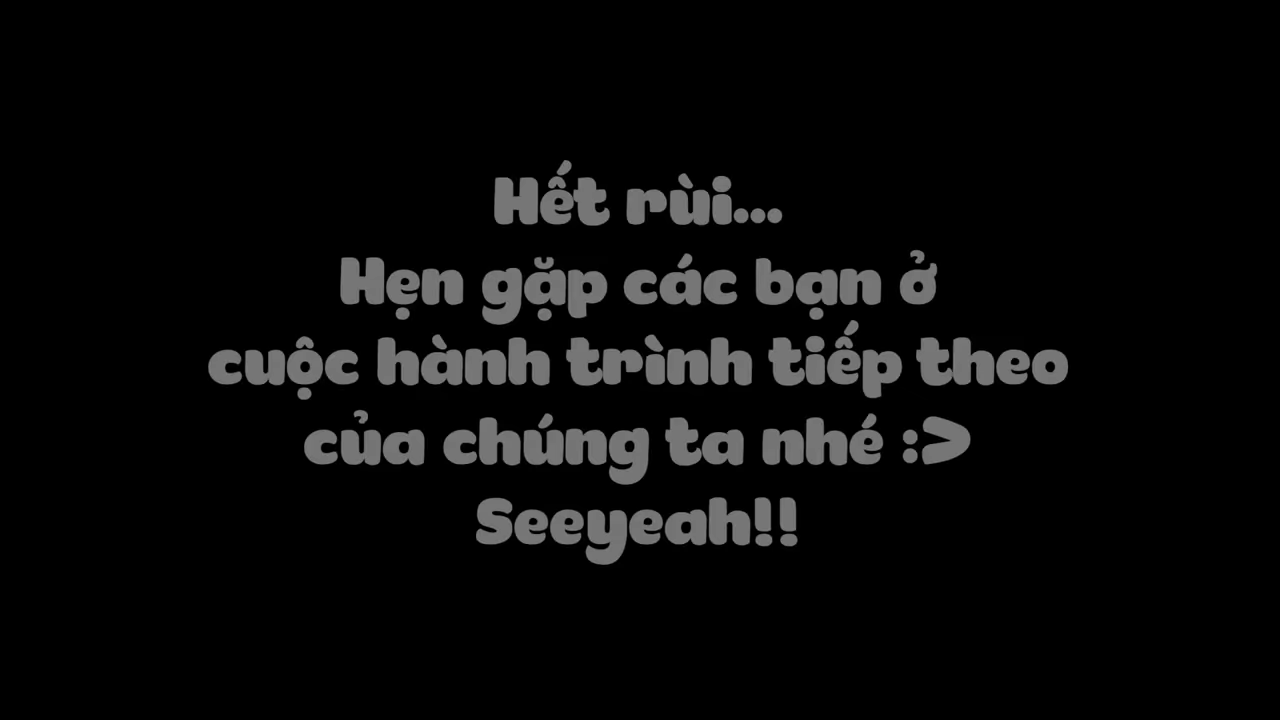 Hết rùi...
Hẹn gặp các bạn ở
cuộc hành trình tiếp theo
của chúng ta nhé :>
Seeyeah!!